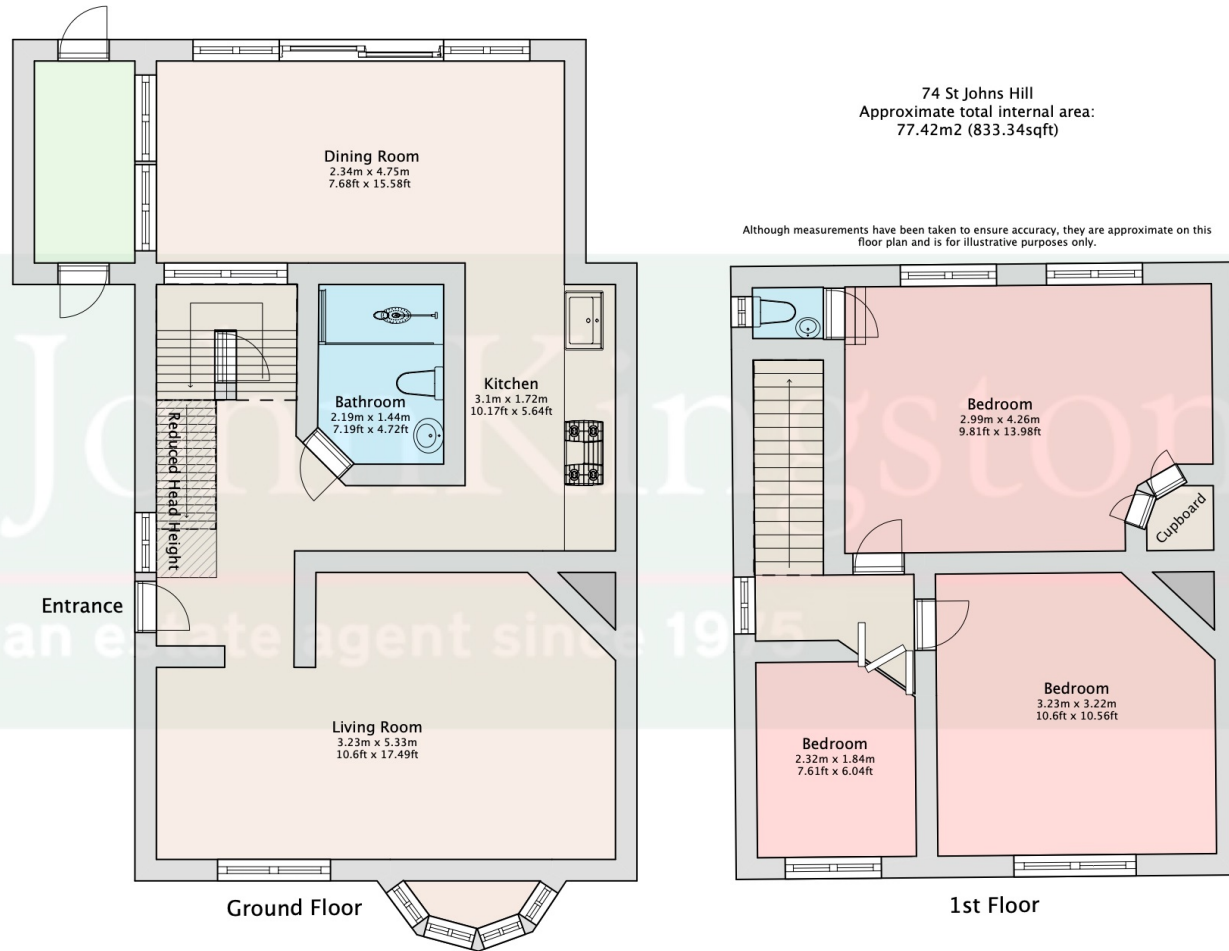 74 St Johns Hill
Approximate total internal area:
77.42m2 (833.34sqft)
Although measurements have been taken to ensure accuracy, they are approximate on this
floor plan and is for illustrative purposes only.
Dining Room
2.34m x 4.75m
7.68ft x 15.58ft
Kitchen
3.1m x 1.72m
10.17ft x 5.64ft
Bathroom
2.19m x 1.44m
7.19ft x 4.72ft
Reduced Head Height
Entrance
Living Room
3.23m x 5.33m
10.6ft x 17.49ft
Ground Floor
Bedroom
2.99m x 4.26m
9.81ft x 13.98ft
Cupboard
Bedroom
3.23m x 3.22m
10.6ft x 10.56ft
Bedroom
2.32m x 1.84m
7.61ft x 6.04ft
1st Floor
John Kingston
an estate agent since 1975